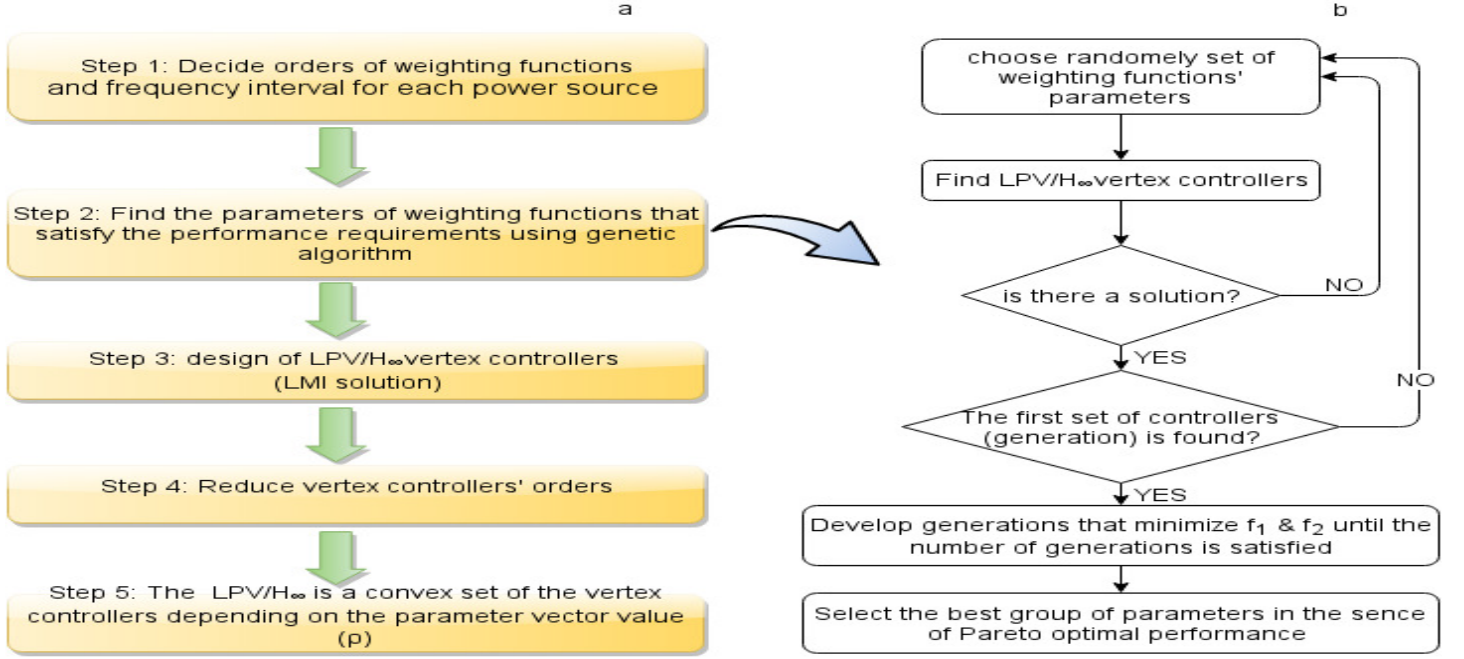 a
Step 1: Decide orders of weighting functions
and frequency interval for each power source
Step 2: Find the parameters of weighting functions that
satisfy the performance requirements using genetic
algorithm
Step 3: design of LPV/H∞vertex controllers
(LMI solution)
Step 4: Reduce vertex controllers' orders
Step 5: The LPV/H∞ is a convex set of the vertex
controllers depending on the parameter vector value
(ρ)
b
choose randomely set of
weighting functions'
parameters
Find LPV/H∞vertex controllers
is there a solution?
NO
YES
The first set of controllers
(generation) is found?
NO
YES
Develop generations that minimize f₁ & f₂ until the
number of generations is satisfied
Select the best group of parameters in the sence
of Pareto optimal performance